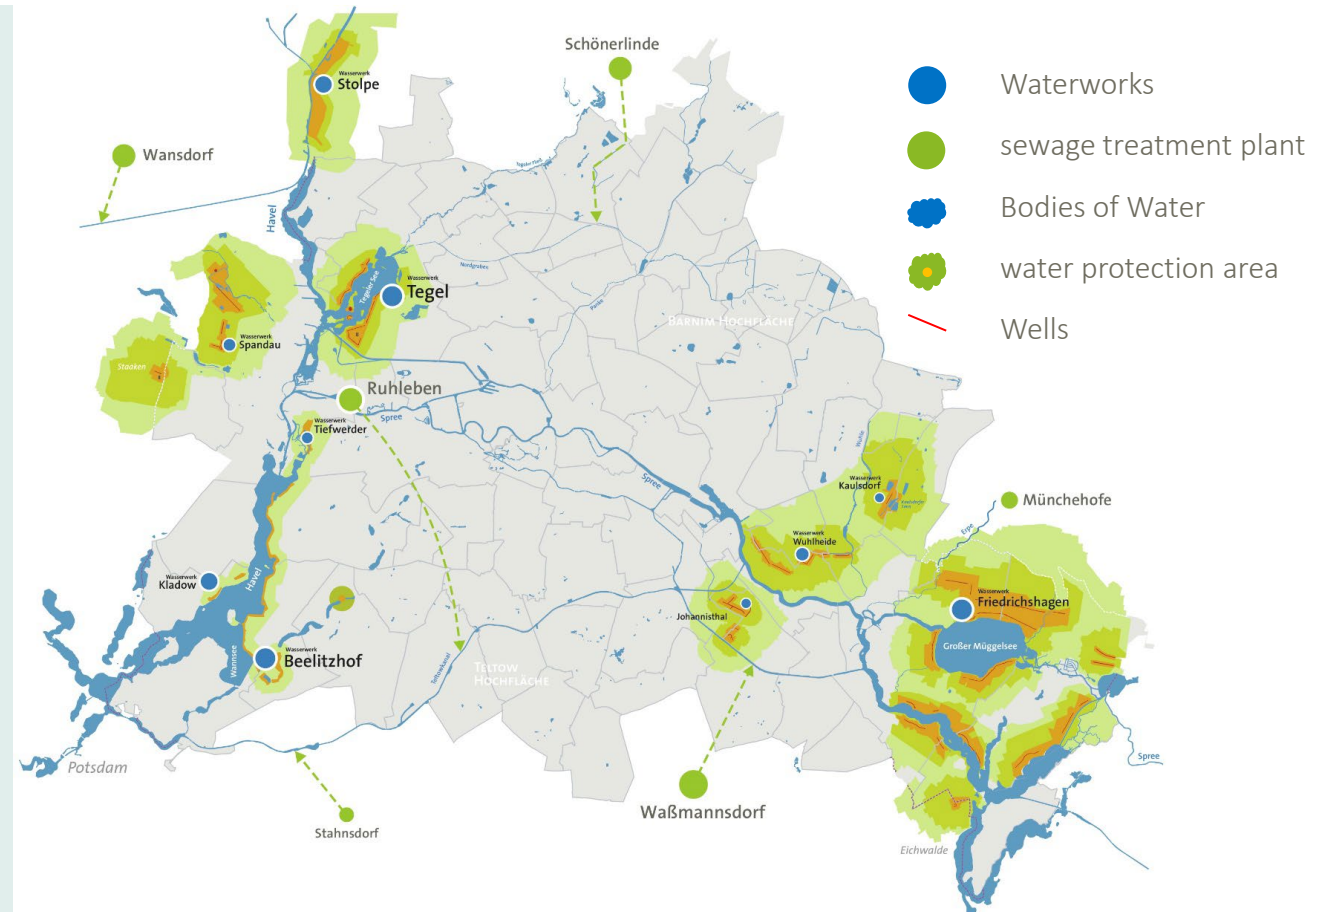 Schönerlinde
Waterworks
Wasserwerk
Stolpe
sewage treatment plant
Wansdorf
Tegeler Fließ
Bodies of Water
Havel
water protection area
Nordgraben
Tegeler See
Wasserwerk
Tegel
Panke
BARNIM HOCHFLÄCHE
Wells
Wasserwerk
Spandau
Staaken
Ruhleben
Spree
Wasserwerk
Tiefwerder
Wuhle
Spree
Wasserwerk
Kaulsdorf
Münchehofe
Erpe
Wasserwerk
Wuhlheide
Wasserwerk
Kladow
Havel
Wasserwerk
Friedrichshagen
Johannisthal
Großer Müggelsee
Wannsee
Wasserwerk
Beelitzhof
Teltowkanal
TELTOW
HOCHFLÄCHE
Potsdam
Spree
Waßmannsdorf
Stahnsdorf
Eichwalde